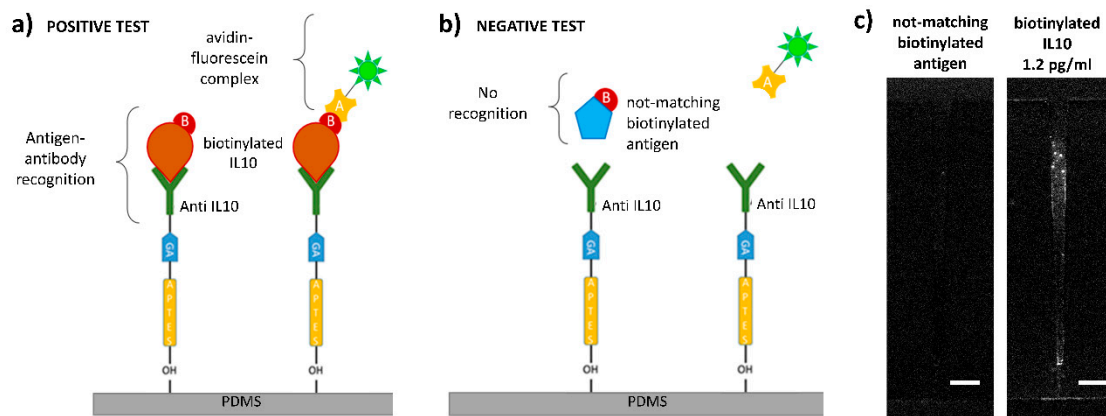 a) POSITIVE TEST
avidin-
fluorescein
complex
A
B
B
Antigen-
antibody
recognition
biotinylated
IL10
Anti IL10
GA
GA
APTES
APTES
OH
OH
PDMS
b) NEGATIVE TEST
A
No
recognition
B
not-matching
biotinylated
antigen
Anti IL10
Anti IL10
GA
GA
APTES
APTES
OH
OH
PDMS
c)
not-matching
biotinylated
antigen
biotinylated
IL10
1.2 pg/ml